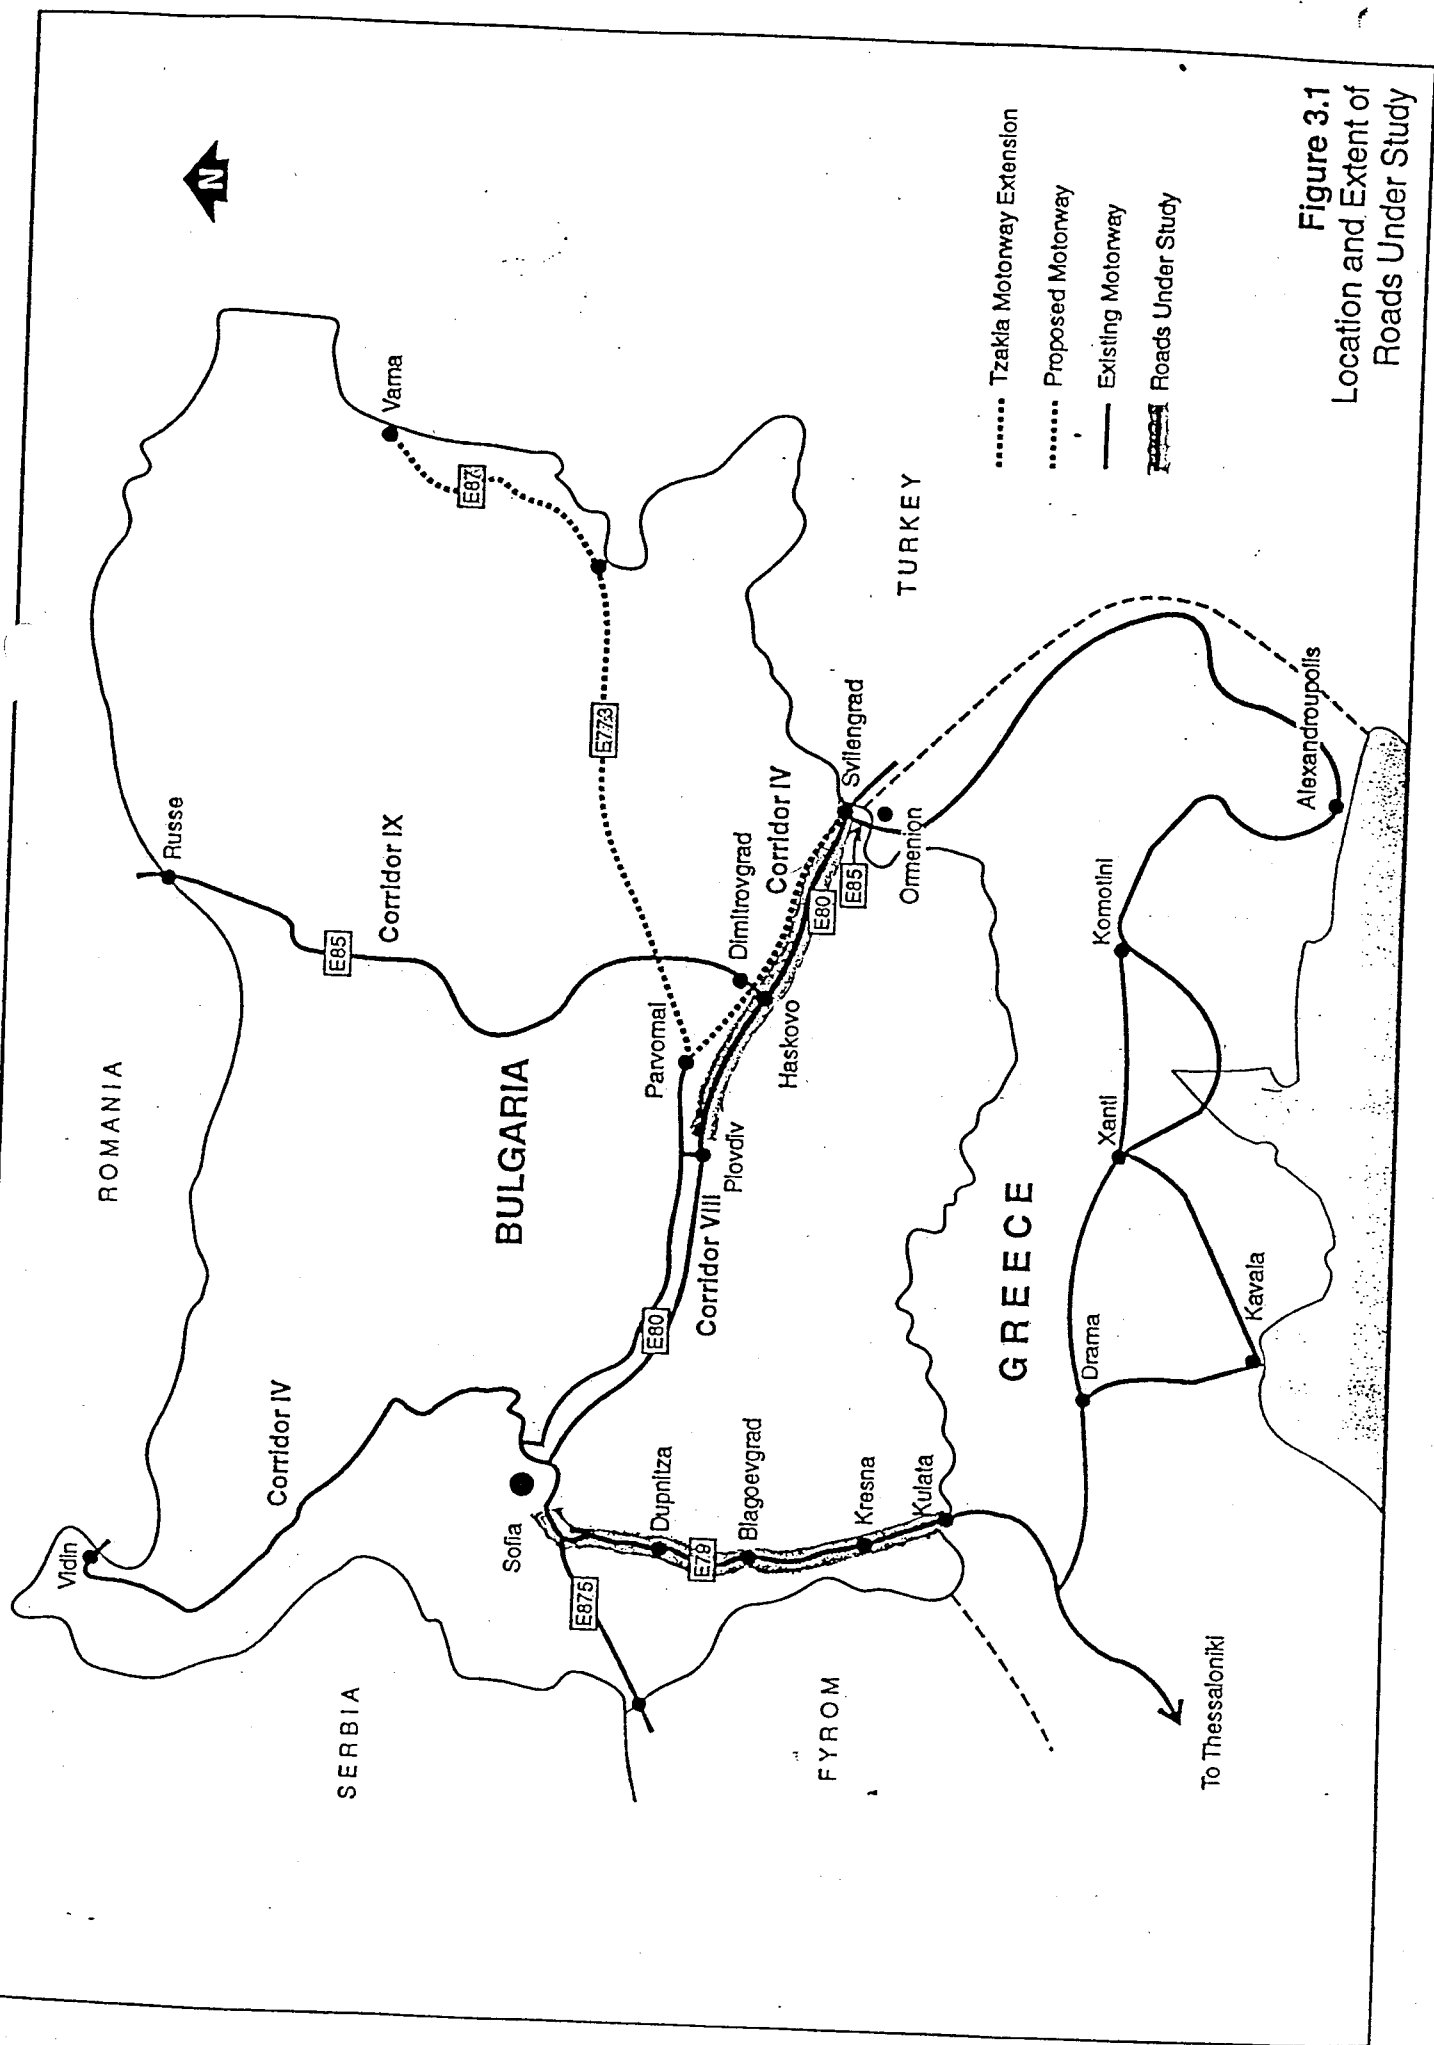 N
ROMANIA
Vidin
Russe
Corridor IV
Corridor IX
E85
Varna
E87
SERBIA
BULGARIA
Sofia
E875
E80
E773
Corridor VIII
Parvomai
Plovdiv
Dimitrovgrad
Haskovo
Corridor IV
E80
E85
Svilengrad
Ormenion
TURKEY
Dupnitza
E79
Blagoevgrad
Kresna
Kulata
FYROM
GREECE
Drama
Kavala
Xanti
Komotini
Alexandroupolis
To Thessaloniki
Tzakia Motorway Extension
Proposed Motorway
Existing Motorway
Roads Under Study
Figure 3.1
Location and Extent of
Roads Under Study